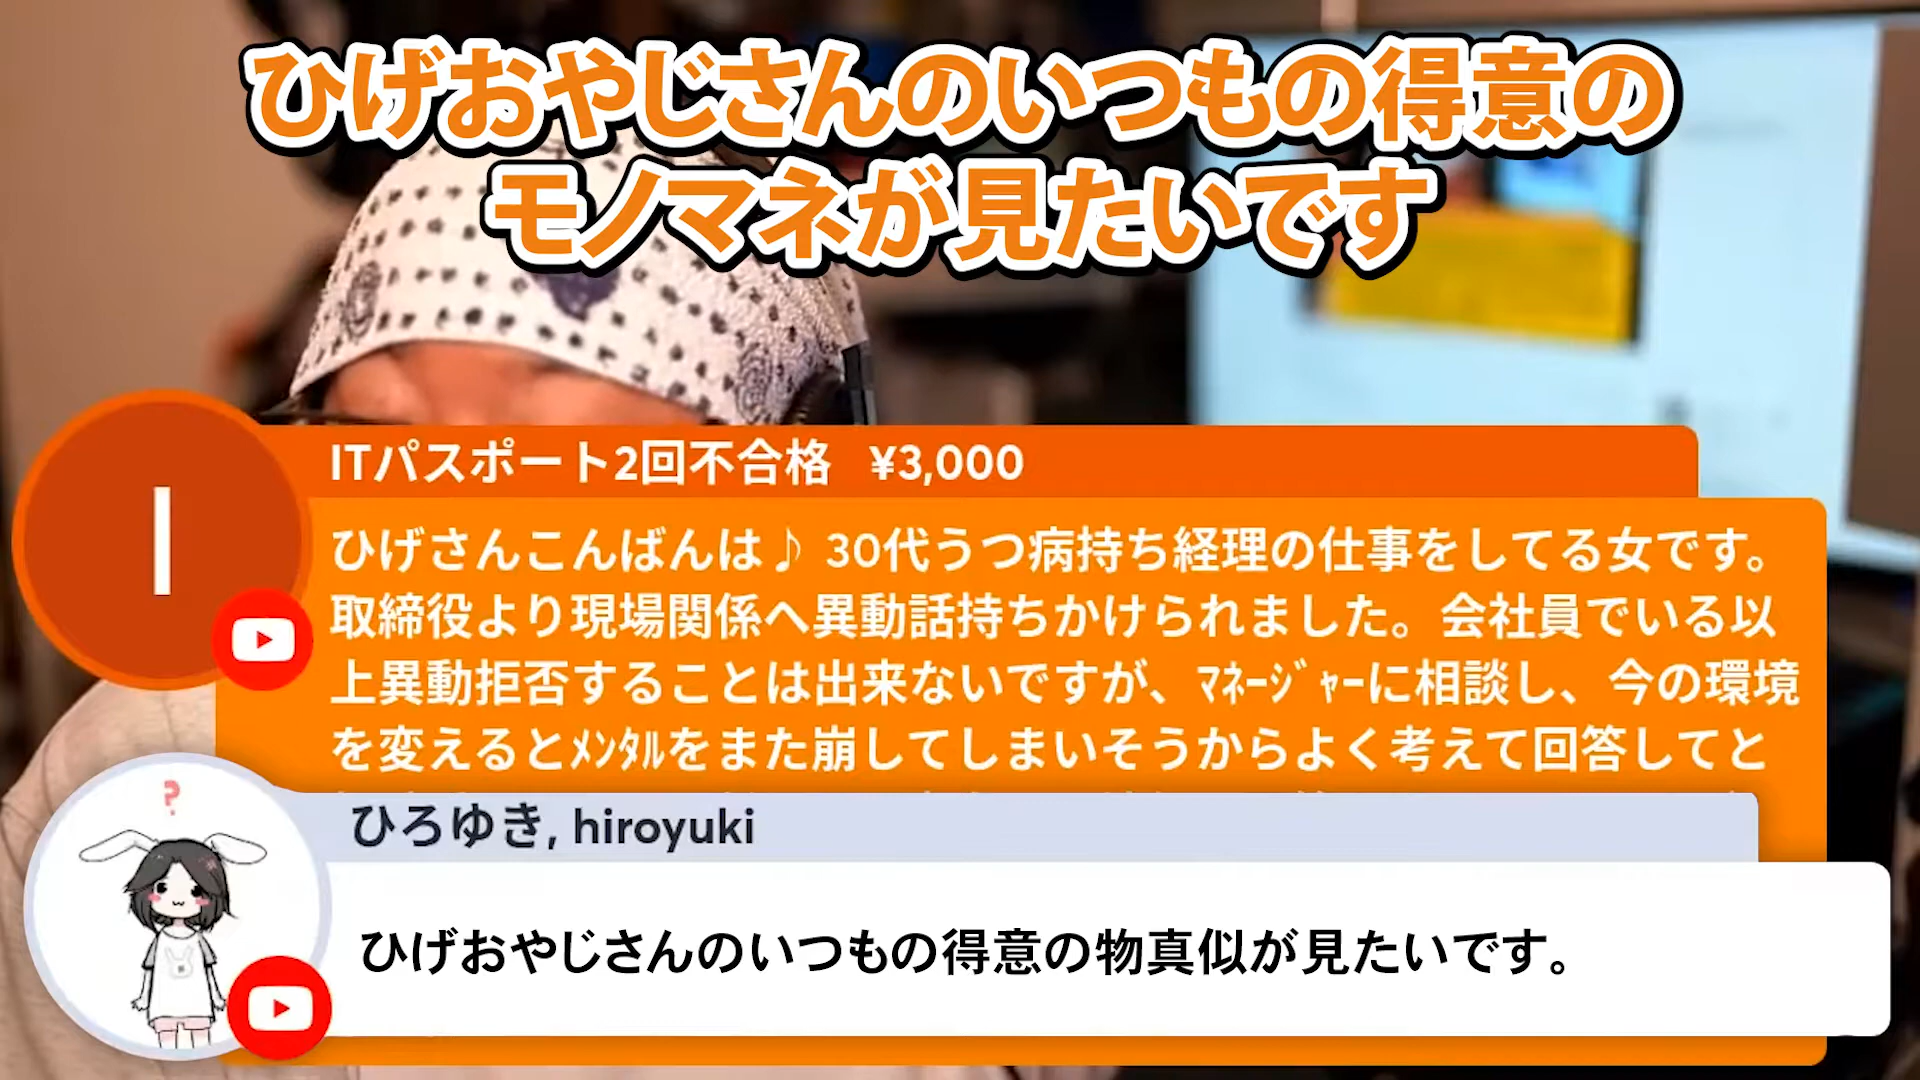 ひげおやじさんのいつもの得意の
モノマネが見たいです
I
ITパスポート2回不合格 ¥3,000
ひげさんこんばんは♪ 30代うつ病持ち経理の仕事をしてる女です。
取締役より現場関係へ異動話持ちかけられました。会社員でいる以
上異動拒否することは出来ないですが、ﾏﾈｰｼﾞｬｰに相談し、今の環境
を変えるとﾒﾝﾀﾙをまた崩してしまいそうからよく考えて回答してと
?
ひろゆき, hiroyuki
ひげおやじさんのいつもの得意の物真似が見たいです。